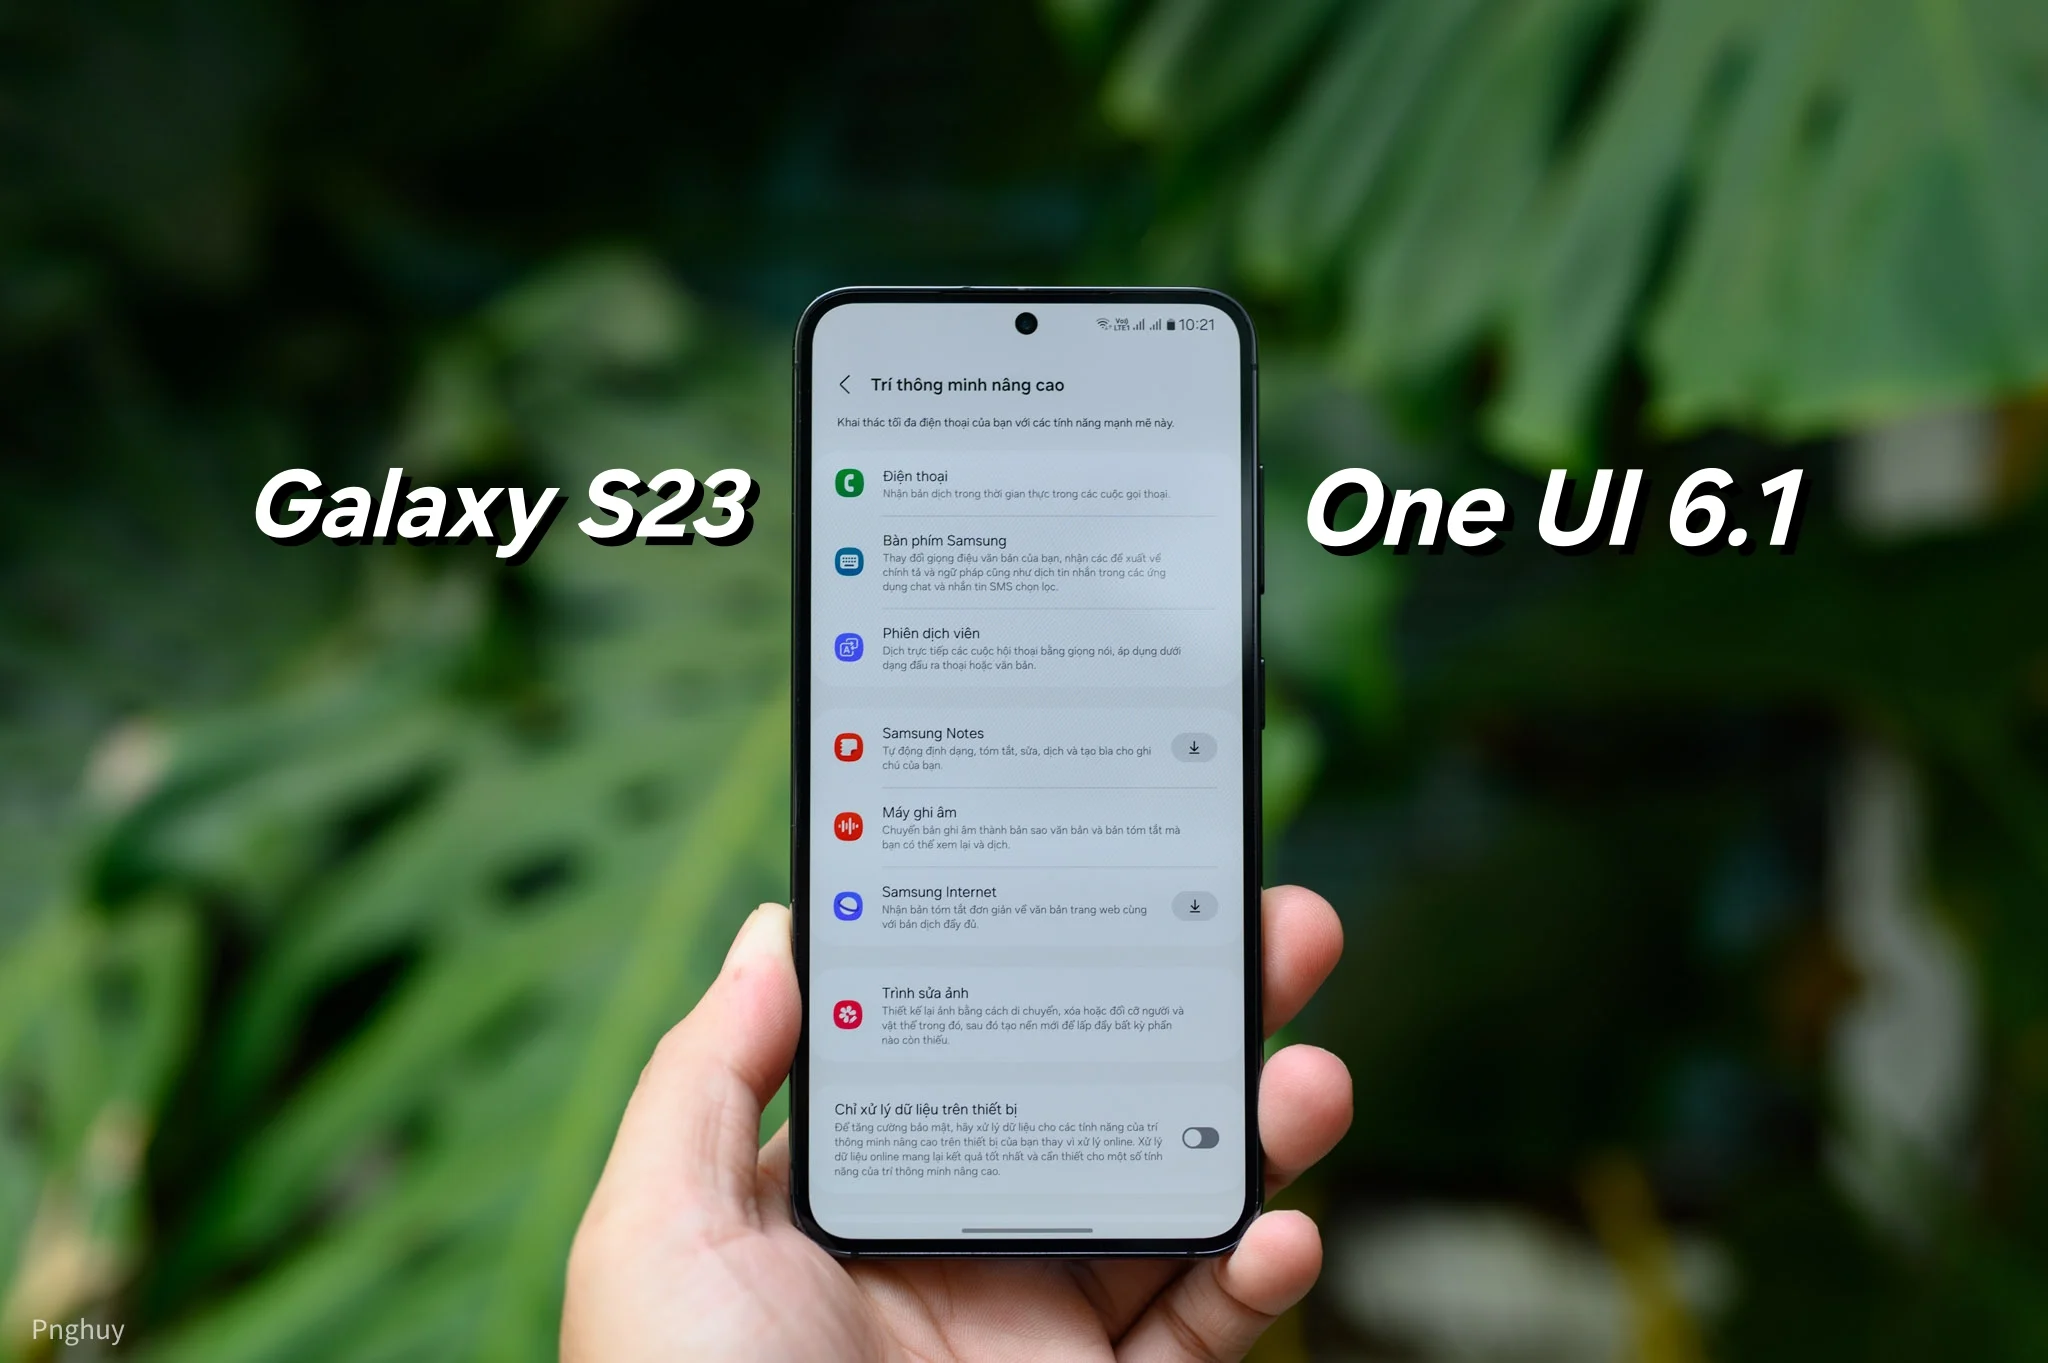 10:21
Trí thông minh nâng cao
Khai thác tối đa điện thoại của bạn với các tính năng mạnh mẽ này.
Galaxy S23
One UI 6.1
Điện thoại
Nhận bản dịch trong thời gian thực trong các cuộc gọi thoại.
Bàn phím Samsung
Thay đổi giọng điệu văn bản của bạn, nhận các đề xuất về
chính tả và ngữ pháp cũng như dịch tin nhắn trong các ứng
dụng chat và nhắn tin SMS chọn lọc.
Phiên dịch viên
Dịch trực tiếp các cuộc hội thoại bằng giọng nói, áp dụng dưới
dạng đầu ra thoại hoặc văn bản.
Samsung Notes
Tự động định dạng, tóm tắt, sửa, dịch và tạo bìa cho ghi
chú của bạn.
Máy ghi âm
Chuyển bản ghi âm thành bản sao văn bản và bản tóm tắt mà
bạn có thể xem lại và dịch.
Samsung Internet
Nhận bản tóm tắt đơn giản về văn bản trang web cùng
với bản dịch đầy đủ.
Trình sửa ảnh
Thiết kế lại ảnh bằng cách di chuyển, xóa hoặc đổi cỡ người và
vật thể trong đó, sau đó tạo nền mới để lấp đầy bất kỳ phần
nào còn thiếu.
Chỉ xử lý dữ liệu trên thiết bị
Để tăng cường bảo mật, hãy xử lý dữ liệu cho các tính năng của trí
thông minh nâng cao trên thiết bị của bạn thay vì xử lý online. Xử lý
dữ liệu online mang lại kết quả tốt nhất và cần thiết cho một số tính
năng của trí thông minh nâng cao.
Pnghuy